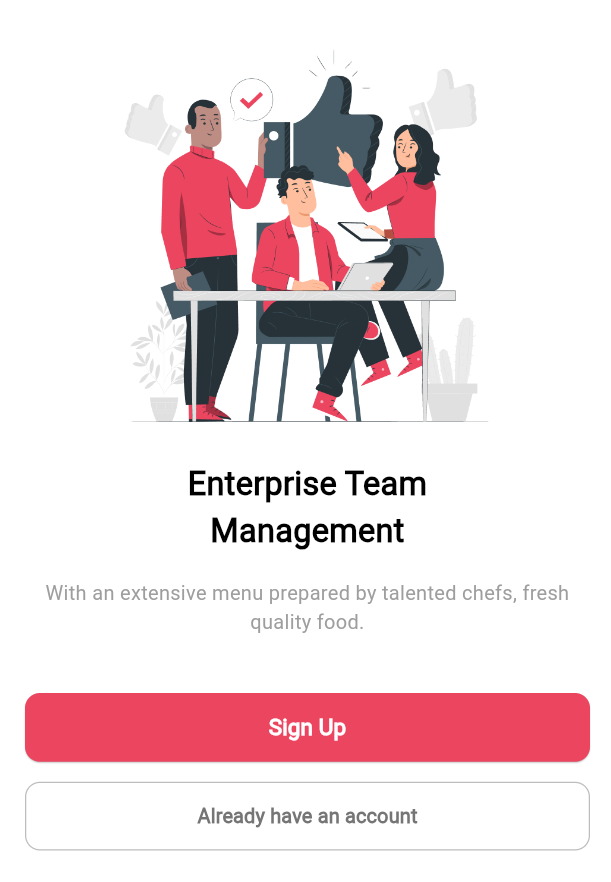 Enterprise Team
Management
With an extensive menu prepared by talented chefs, fresh
quality food.
Sign Up
Already have an account